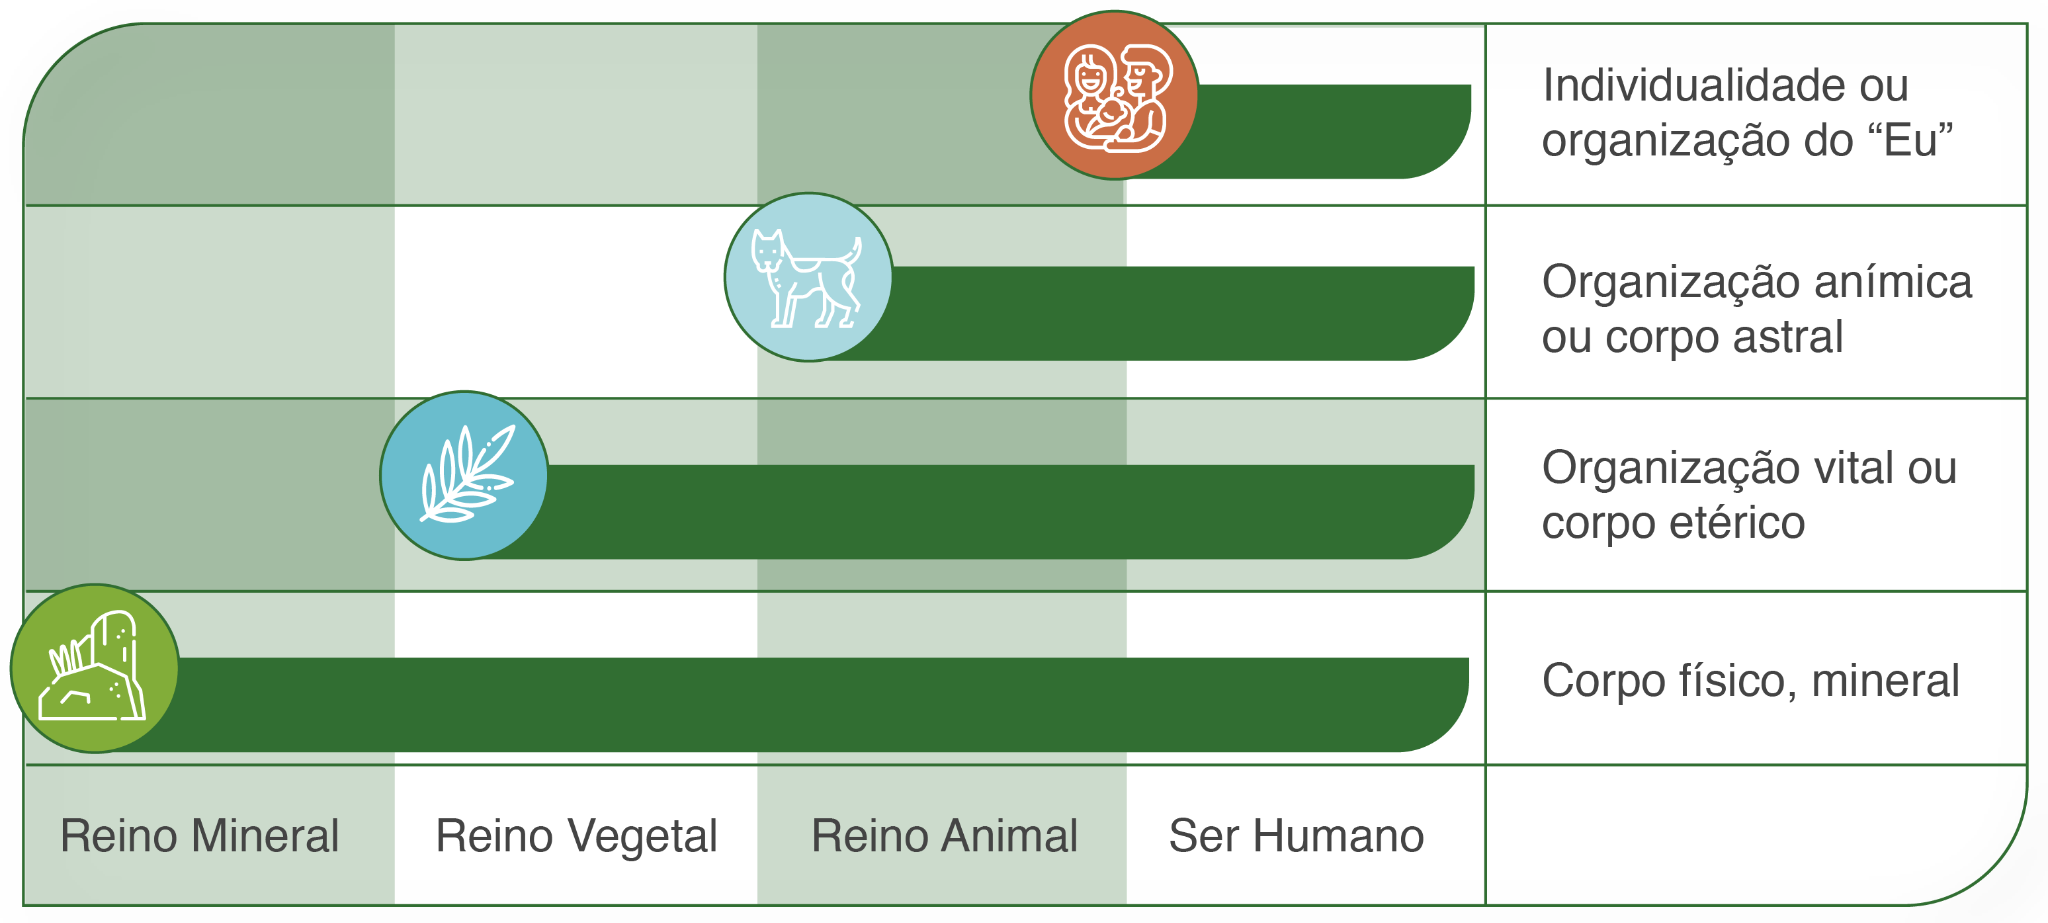 Individualidade ou
organização do “Eu”
Organização anímica
ou corpo astral
Organização vital ou
corpo etérico
Corpo físico, mineral
Reino Mineral
Reino Vegetal
Reino Animal
Ser Humano